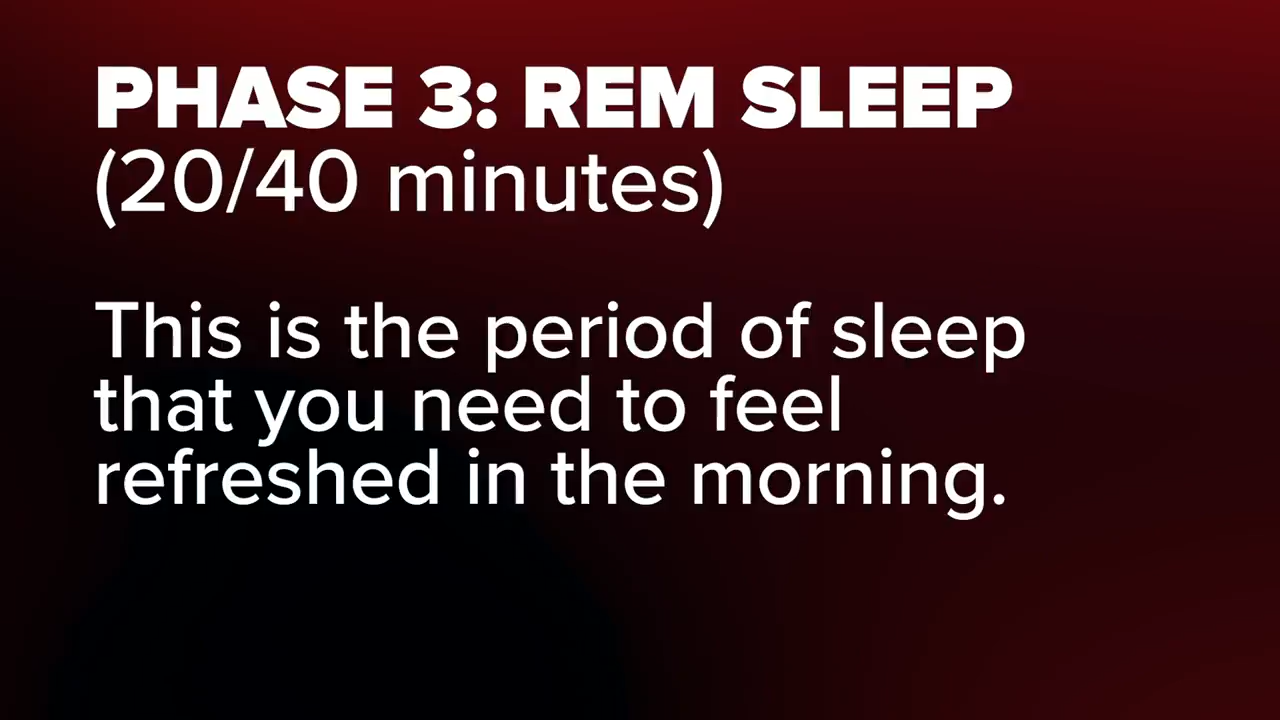 PHASE 3: REM SLEEP
(20/40 minutes)
This is the period of sleep
that you need to feel
refreshed in the morning.